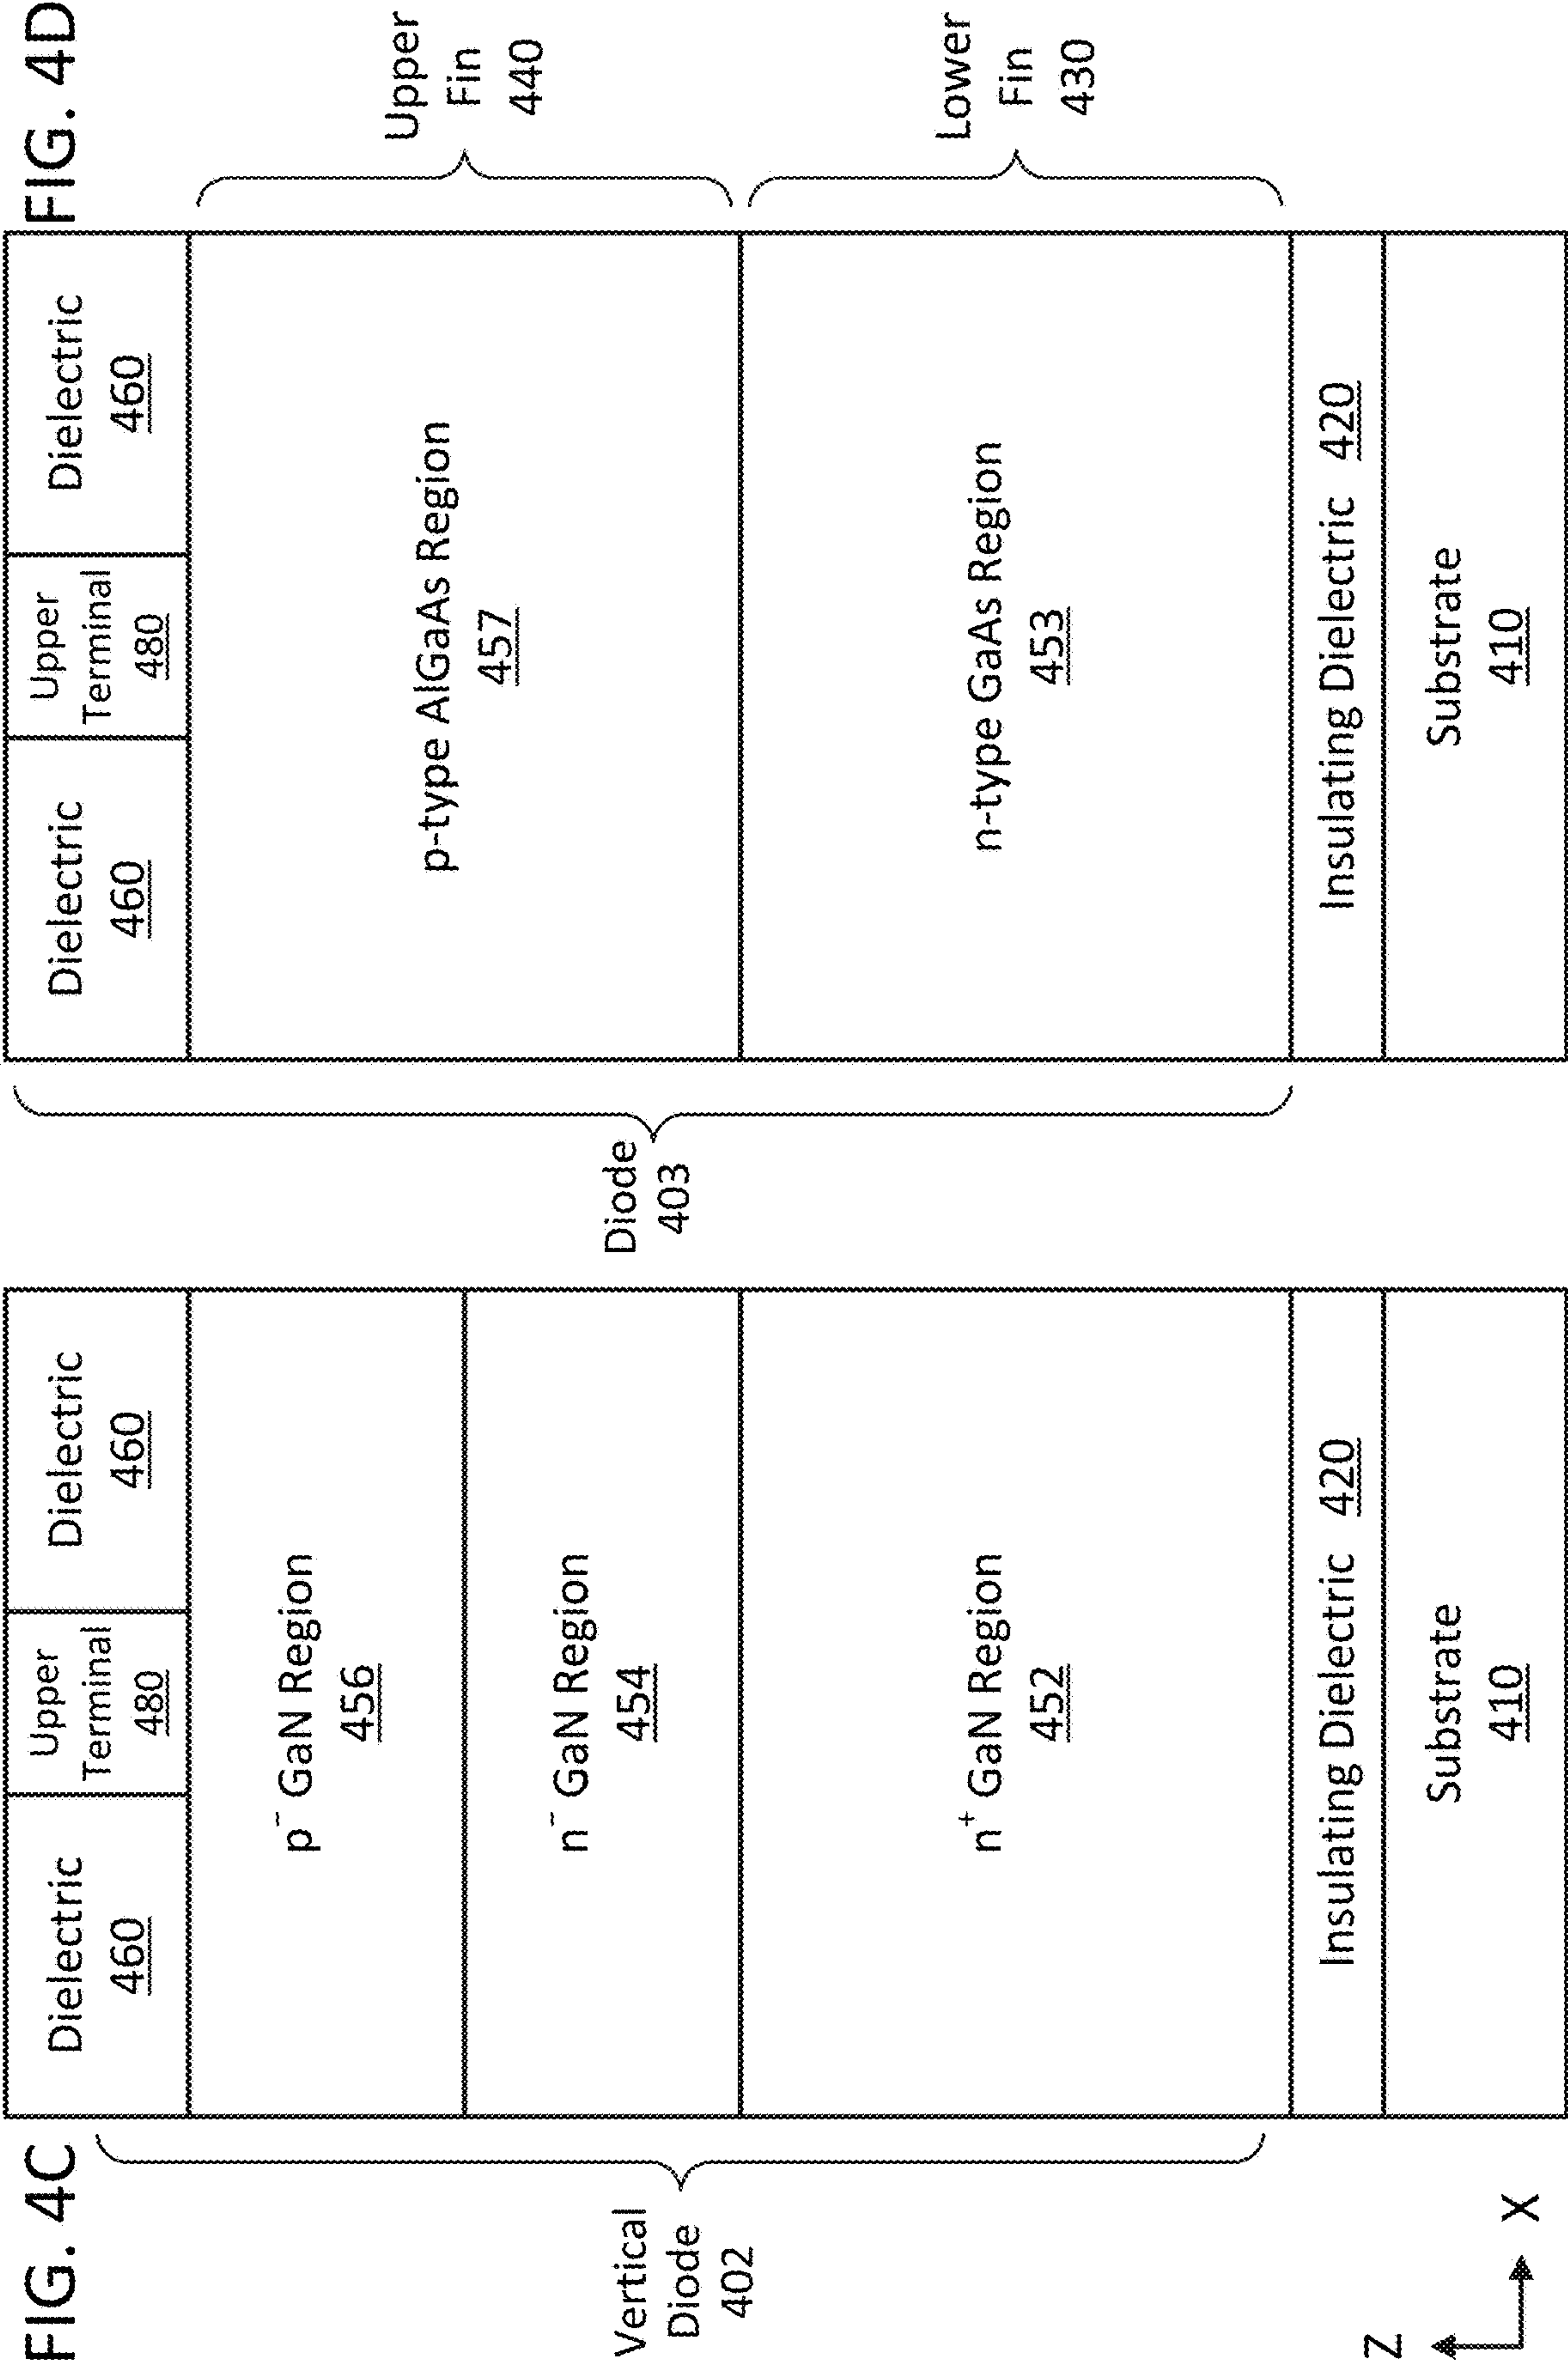 FIG. 4C
Vertical
Diode
402
Z
X
Dielectric
460
Upper
Terminal
480
Dielectric
460
p⁻ GaN Region
456
n⁻ GaN Region
454
n⁺ GaN Region
452
Insulating Dielectric 420
Substrate
410
FIG. 4D
Diode
403
Dielectric
460
Upper
Terminal
480
Dielectric
460
p-type AlGaAs Region
457
n-type GaAs Region
453
Insulating Dielectric 420
Substrate
410
Upper
Fin
440
Lower
Fin
430